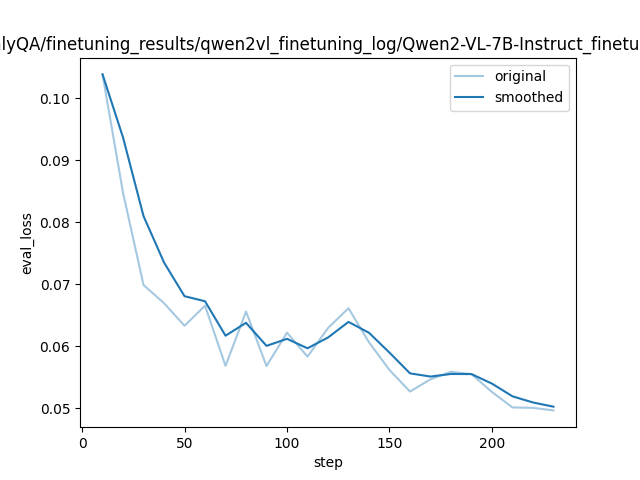 lyQA/finetuning_results/qwen2vl_finetuning_log/Qwen2-VL-7B-Instruct_finetu
original
smoothed
eval_loss
0.10
0.09
0.08
0.07
0.06
0.05
0
50
100
150
200
step